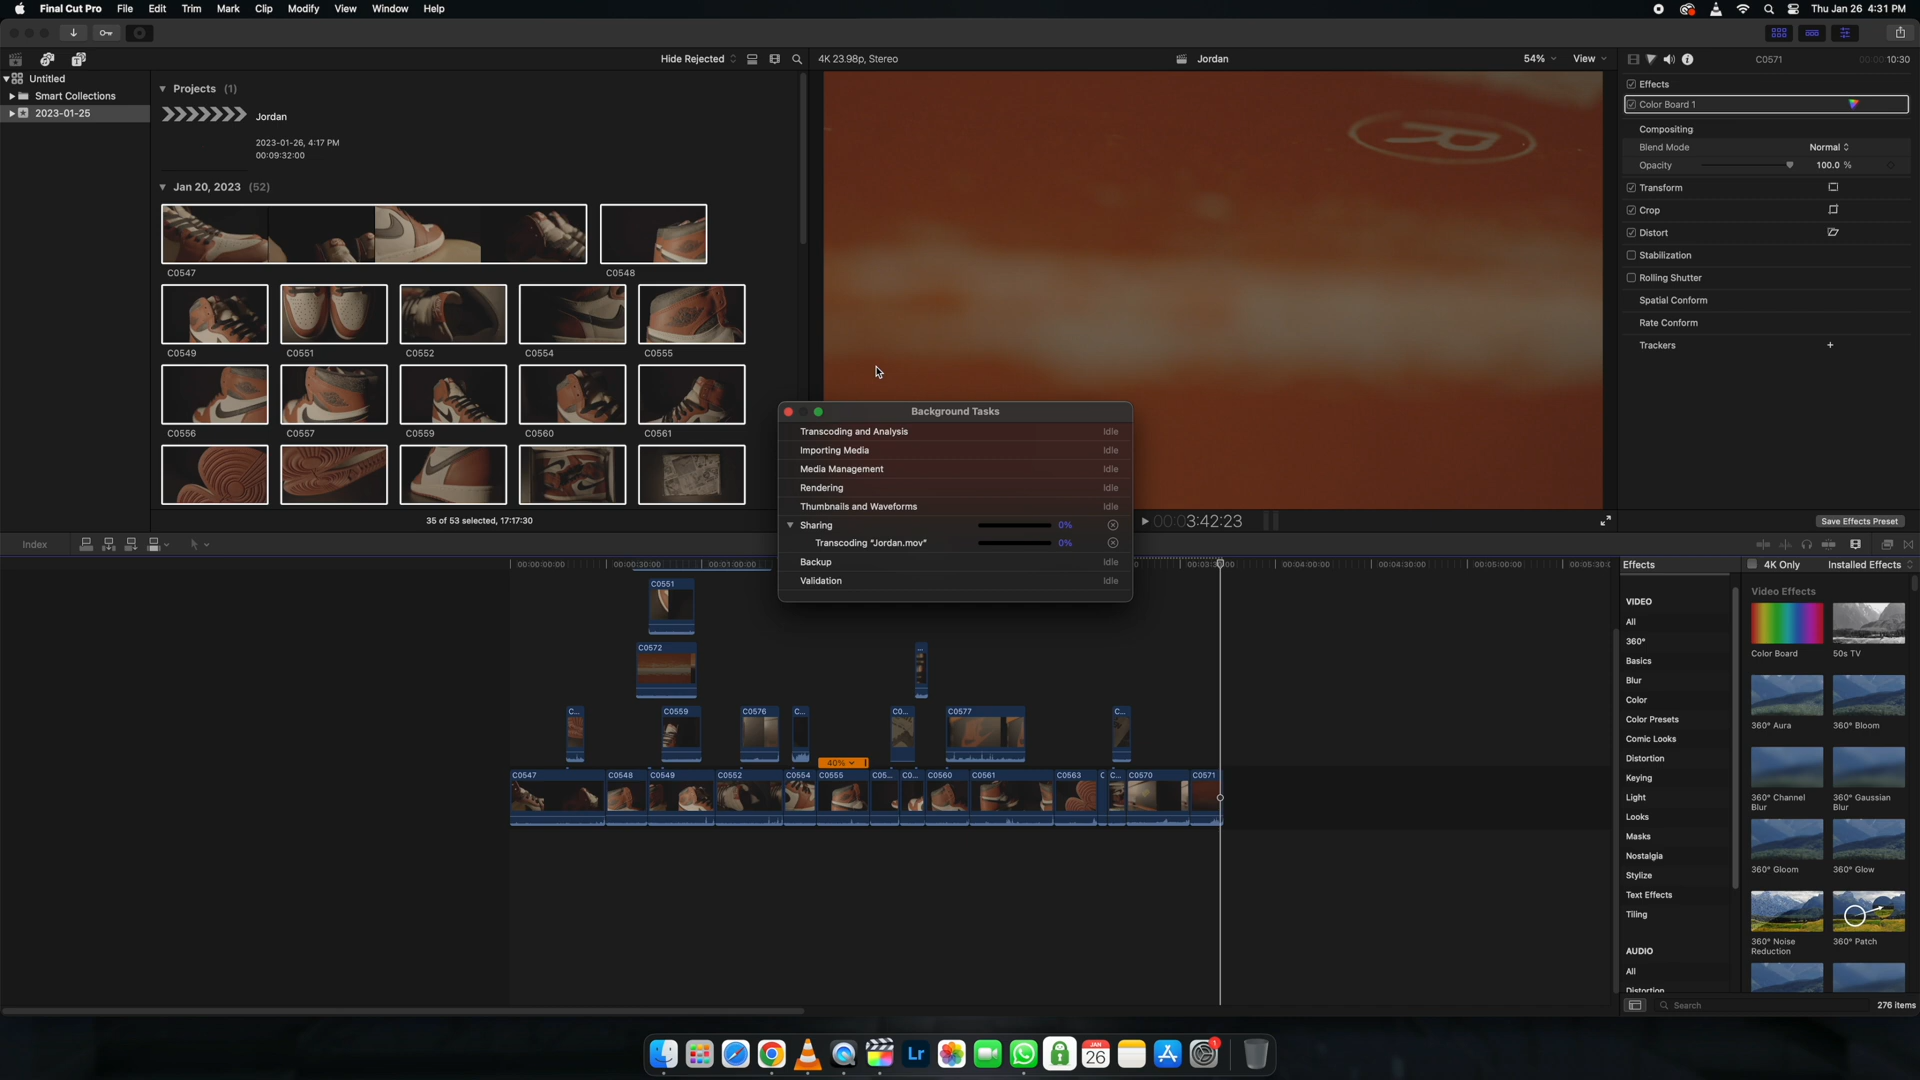 Final Cut Pro File Edit Trim Mark Clip Modify View Window Help Thu Jan 26 4:31 PM
Hide Rejected 4K 23.98p, Stereo Jordan 54% View C0571 00:00:10:30
Untitled
Smart Collections
2023-01-25
Projects (1)
Jordan
2023-01-26, 4:17 PM
00:09:32:00
Jan 20, 2023 (52)
C0547 C0548
C0549 C0551 C0552 C0554 C0555
C0556 C0557 C0559 C0560 C0561
35 of 53 selected, 17:17:30
R
Effects
Color Board 1
Compositing
Blend Mode Normal
Opacity 100.0 %
Transform
Crop
Distort
Stabilization
Rolling Shutter
Spatial Conform
Rate Conform
Trackers +
Save Effects Preset
Background Tasks
Transcoding and Analysis Idle
Importing Media Idle
Media Management Idle
Rendering Idle
Thumbnails and Waveforms Idle
Sharing 0%
Transcoding "Jordan.mov" 0%
Backup Idle
Validation Idle
00:00:03:42:23
Index
00:00:00:00 00:00:30:00 00:01:00:00 00:04:00:00 00:04:30:00 00:05:00:00
C0551
C0572 ...
C... C0559 C0576 C... C0... C0577 C...
40%
C0547 C0548 C0549 C0552 C0554 C0555 C05... C0... C0560 C0561 C0563 C C... C0570 C0571
Effects 4K Only Installed Effects
VIDEO
All
360°
Basics
Blur
Color
Color Presets
Comic Looks
Distortion
Keying
Light
Looks
Masks
Nostalgia
Stylize
Text Effects
Tiling
AUDIO
All
Distortion
Video Effects
Color Board 50s TV
360° Aura 360° Bloom
360° Channel Blur 360° Gaussian Blur
360° Gloom 360° Glow
360° Noise Reduction 360° Patch
Search 276 items
Lr JAN 26 1